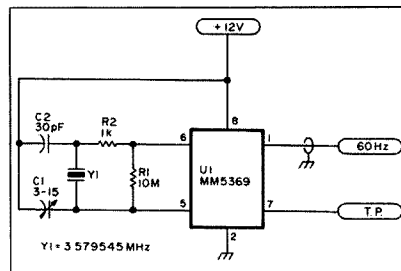 +12V
C2
30pF
R2
1k
8
6
1
60Hz
Y1
R1
10M
U1
MM5369
C1
3-15
5
7
T.P.
2
Y1= 3 579545 MHz